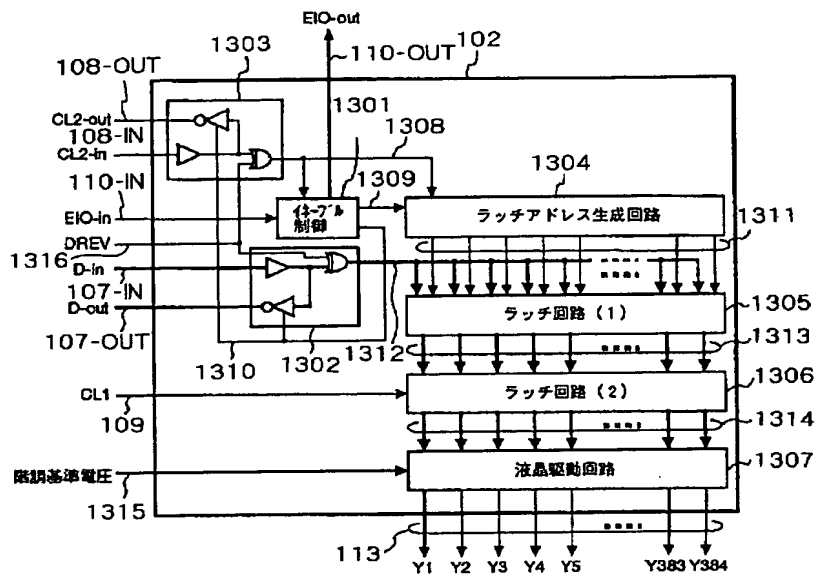 EIO-out
1303
110-OUT
102
108-OUT
1301
CL2-out
1308
108-IN
CL2-in
1304
110-IN
1309
EIO-in
イネーブル
制御
ラッチアドレス生成回路
1311
DREV
1316
D-in
107-IN
D-out
ラッチ回路（1）
1305
107-OUT
1302
1312
1313
1310
1306
CL1
ラッチ回路（2）
109
1314
1307
階調基準電圧
液晶駆動回路
1315
113
Y1 Y2 Y3 Y4 Y5 Y383 Y384